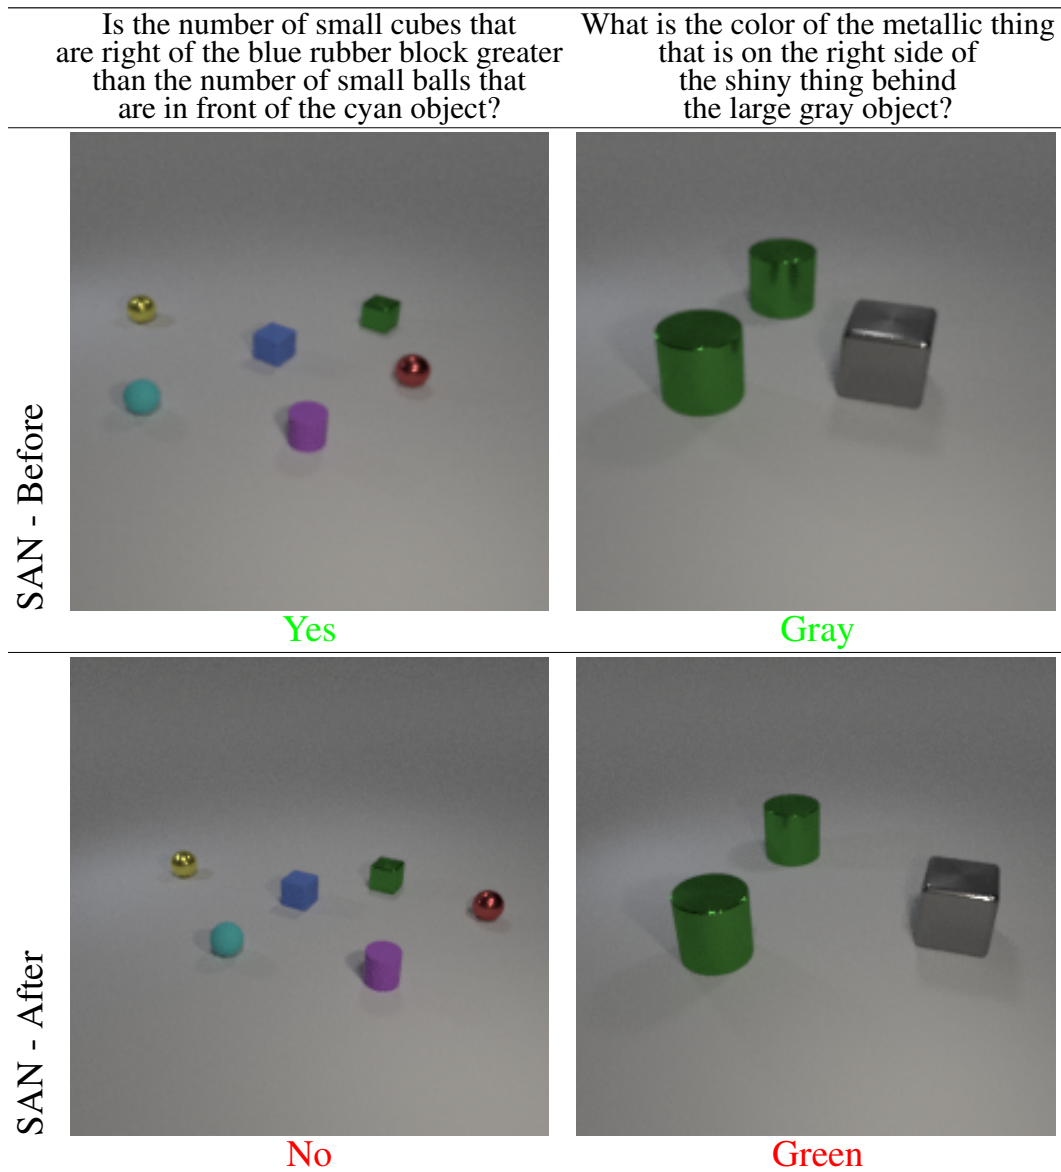 Is the number of small cubes that
are right of the blue rubber block greater
than the number of small balls that
are in front of the cyan object?
What is the color of the metallic thing
that is on the right side of
the shiny thing behind
the large gray object?
SAN - Before
Yes
Gray
SAN - After
No
Green